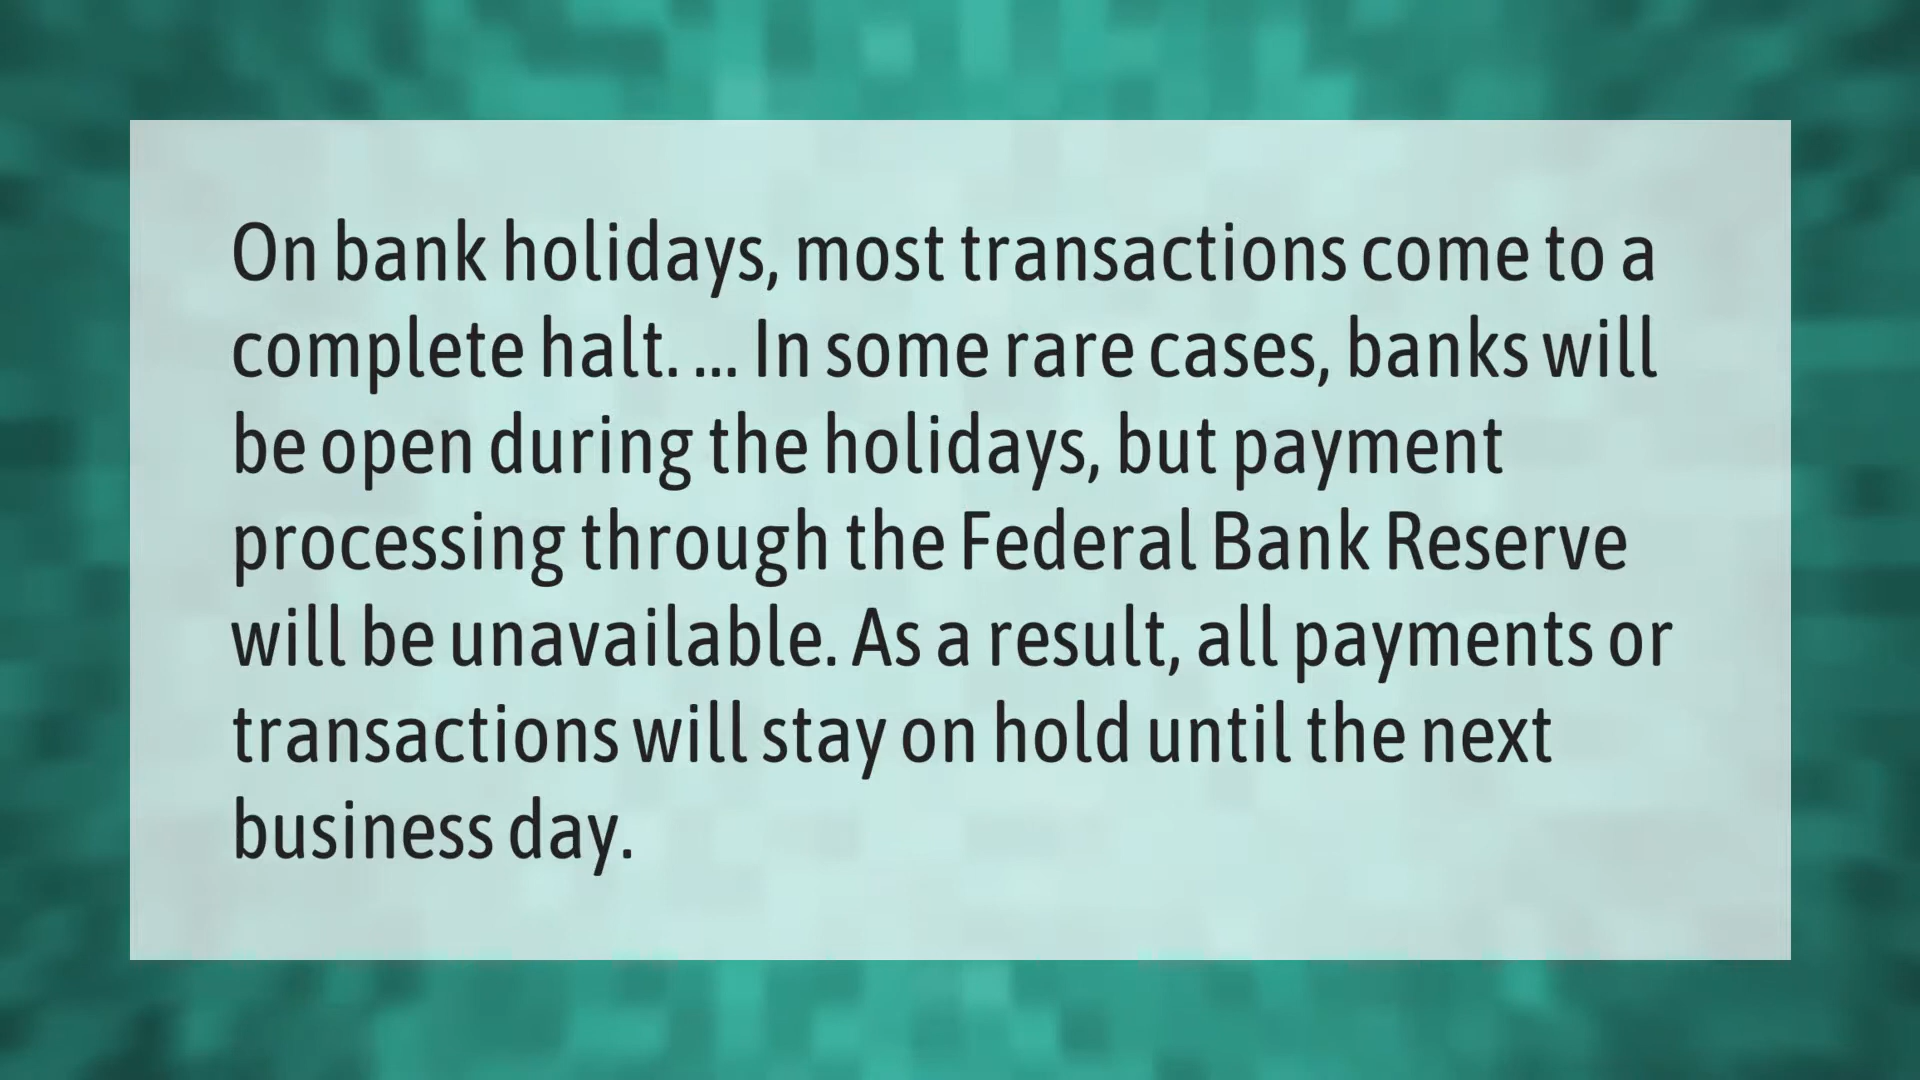 On bank holidays, most transactions come to a
complete halt. ... In some rare cases, banks will
be open during the holidays, but payment
processing through the Federal Bank Reserve
will be unavailable. As a result, all payments or
transactions will stay on hold until the next
business day.